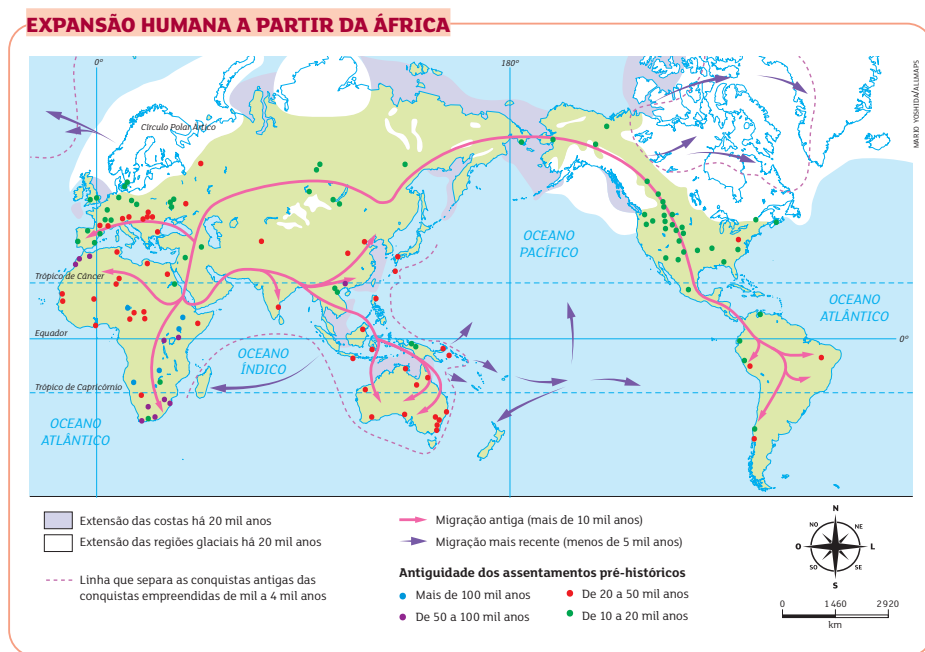 EXPANSÃO HUMANA A PARTIR DA ÁFRICA
0°
180°
MARIO YOSHIDA/ALLMAPS
Círculo Polar Ártico
OCEANO
PACÍFICO
Trópico de Câncer
OCEANO
ATLÂNTICO
Equador
0°
OCEANO
ÍNDICO
Trópico de Capricórnio
OCEANO
ATLÂNTICO
Extensão das costas há 20 mil anos
Extensão das regiões glaciais há 20 mil anos
Linha que separa as conquistas antigas das
conquistas empreendidas de mil a 4 mil anos
Migração antiga (mais de 10 mil anos)
Migração mais recente (menos de 5 mil anos)
Antiguidade dos assentamentos pré-históricos
Mais de 100 mil anos
De 50 a 100 mil anos
De 20 a 50 mil anos
De 10 a 20 mil anos
N
NO
NE
O
L
SO
SE
S
0 1 460 2 920
km